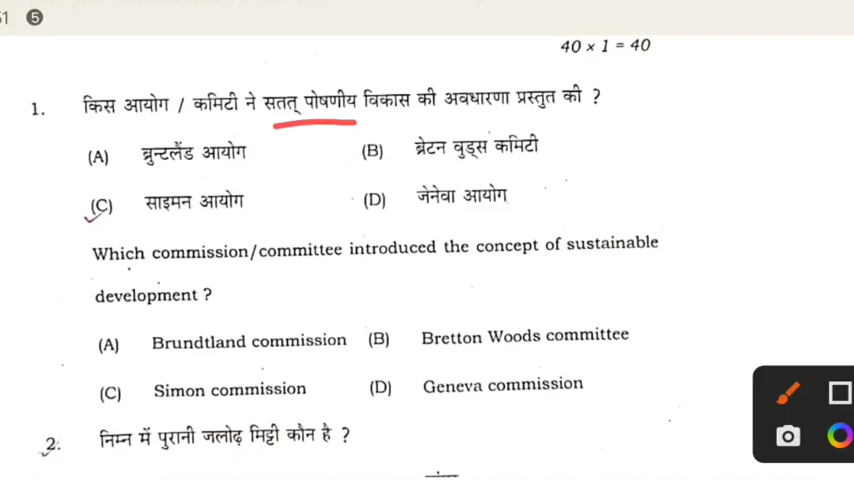 51 5
40 × 1 = 40
1. किस आयोग / कमिटी ने सतत् पोषणीय विकास की अवधारणा प्रस्तुत की ?
(A) ब्रुन्टलैंड आयोग (B) ब्रेटन वुड्स कमिटी
(C) साइमन आयोग (D) जेनेवा आयोग
Which commission/committee introduced the concept of sustainable
development ?
(A) Brundtland commission (B) Bretton Woods committee
(C) Simon commission (D) Geneva commission
2. निम्न में पुरानी जलोढ़ मिट्टी कौन है ?